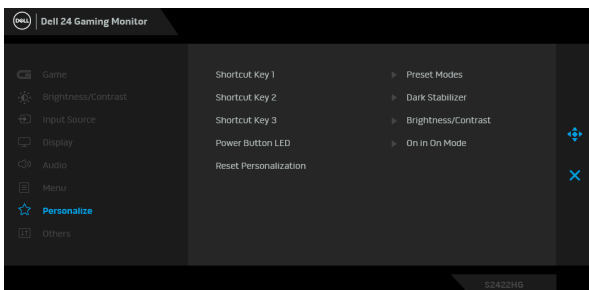 DELL Dell 24 Gaming Monitor
Game
Brightness/Contrast
Input Source
Display
Audio
Menu
Personalize
Others
Shortcut Key 1 Preset Modes
Shortcut Key 2 Dark Stabilizer
Shortcut Key 3 Brightness/Contrast
Power Button LED On in On Mode
Reset Personalization
S2422HG